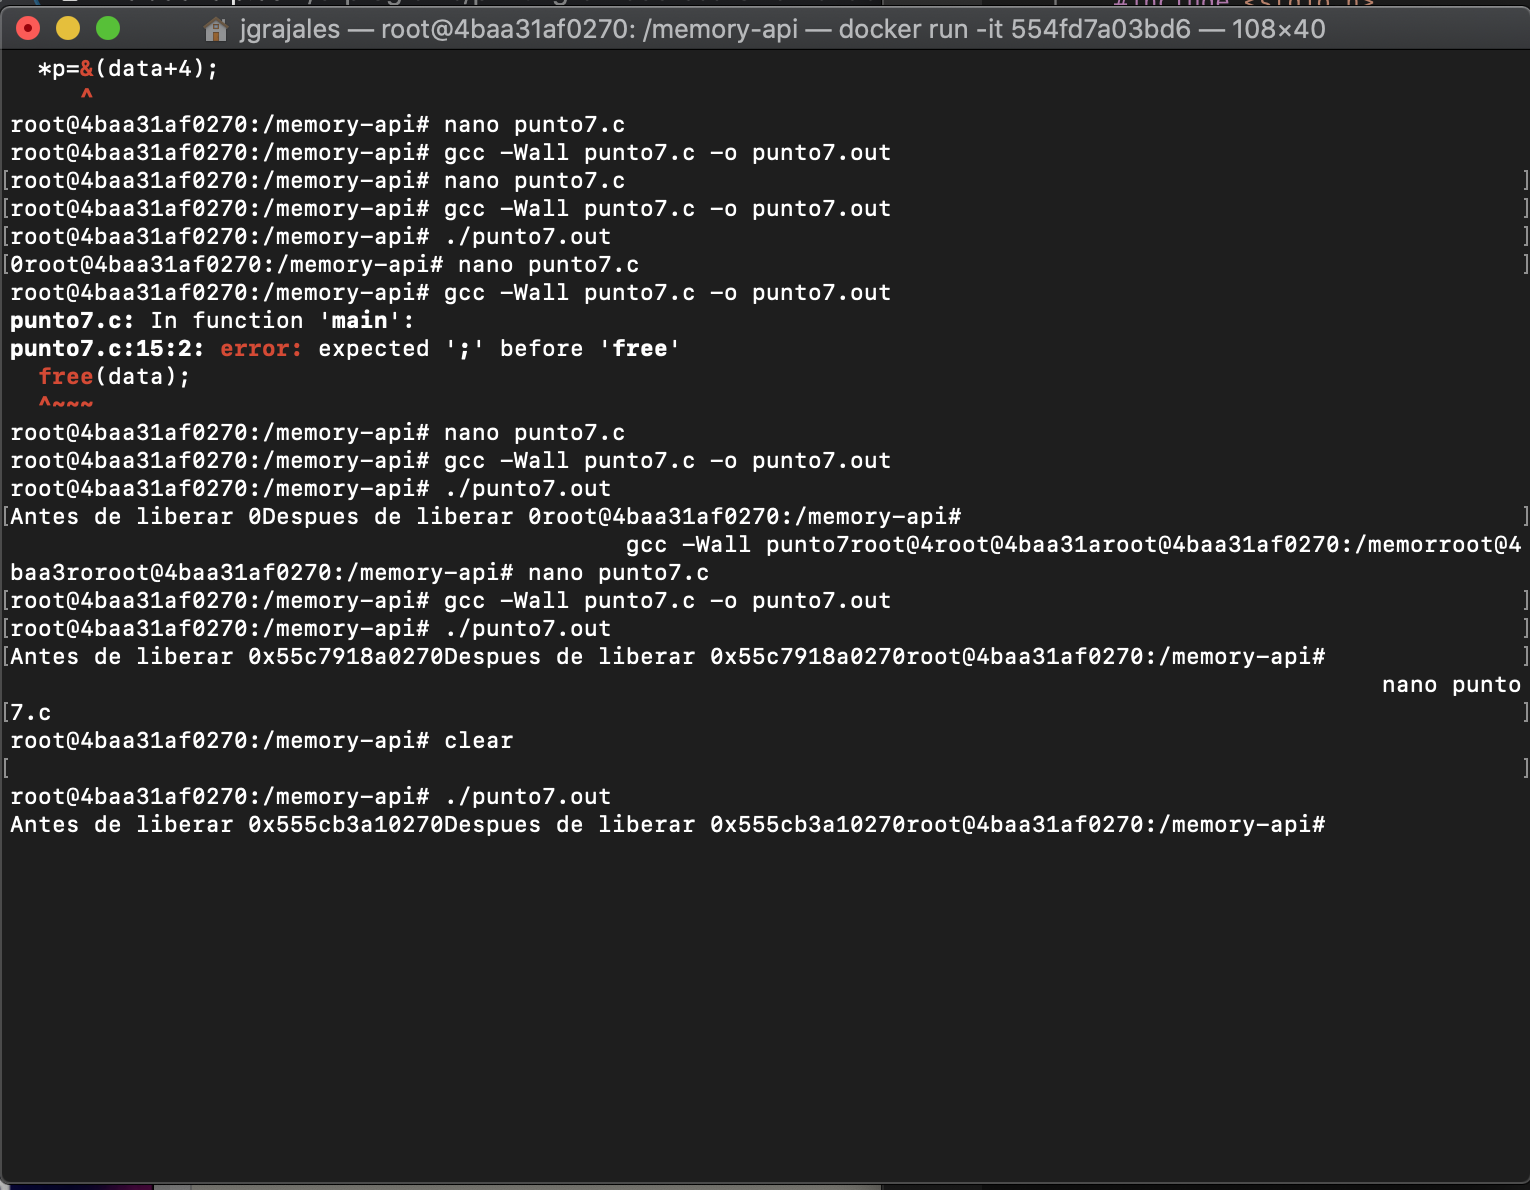 jgrajales — root@4baa31af0270: /memory-api — docker run -it 554fd7a03bd6 — 108×40
*p=&(data+4);
^
root@4baa31af0270:/memory-api# nano punto7.c
root@4baa31af0270:/memory-api# gcc -Wall punto7.c -o punto7.out
[root@4baa31af0270:/memory-api# nano punto7.c ]
[root@4baa31af0270:/memory-api# gcc -Wall punto7.c -o punto7.out ]
[root@4baa31af0270:/memory-api# ./punto7.out ]
[0root@4baa31af0270:/memory-api# nano punto7.c ]
root@4baa31af0270:/memory-api# gcc -Wall punto7.c -o punto7.out
punto7.c: In function 'main':
punto7.c:15:2: error: expected ';' before 'free'
free(data);
^~~~
root@4baa31af0270:/memory-api# nano punto7.c
root@4baa31af0270:/memory-api# gcc -Wall punto7.c -o punto7.out
root@4baa31af0270:/memory-api# ./punto7.out
[Antes de liberar 0Despues de liberar 0root@4baa31af0270:/memory-api# ]
gcc -Wall punto7root@4root@4baa31aroot@4baa31af0270:/memorroot@4
baa3roroot@4baa31af0270:/memory-api# nano punto7.c
[root@4baa31af0270:/memory-api# gcc -Wall punto7.c -o punto7.out ]
[root@4baa31af0270:/memory-api# ./punto7.out ]
[Antes de liberar 0x55c7918a0270Despues de liberar 0x55c7918a0270root@4baa31af0270:/memory-api# ]
nano punto
[7.c ]
root@4baa31af0270:/memory-api# clear
[ ]
root@4baa31af0270:/memory-api# ./punto7.out
Antes de liberar 0x555cb3a10270Despues de liberar 0x555cb3a10270root@4baa31af0270:/memory-api#